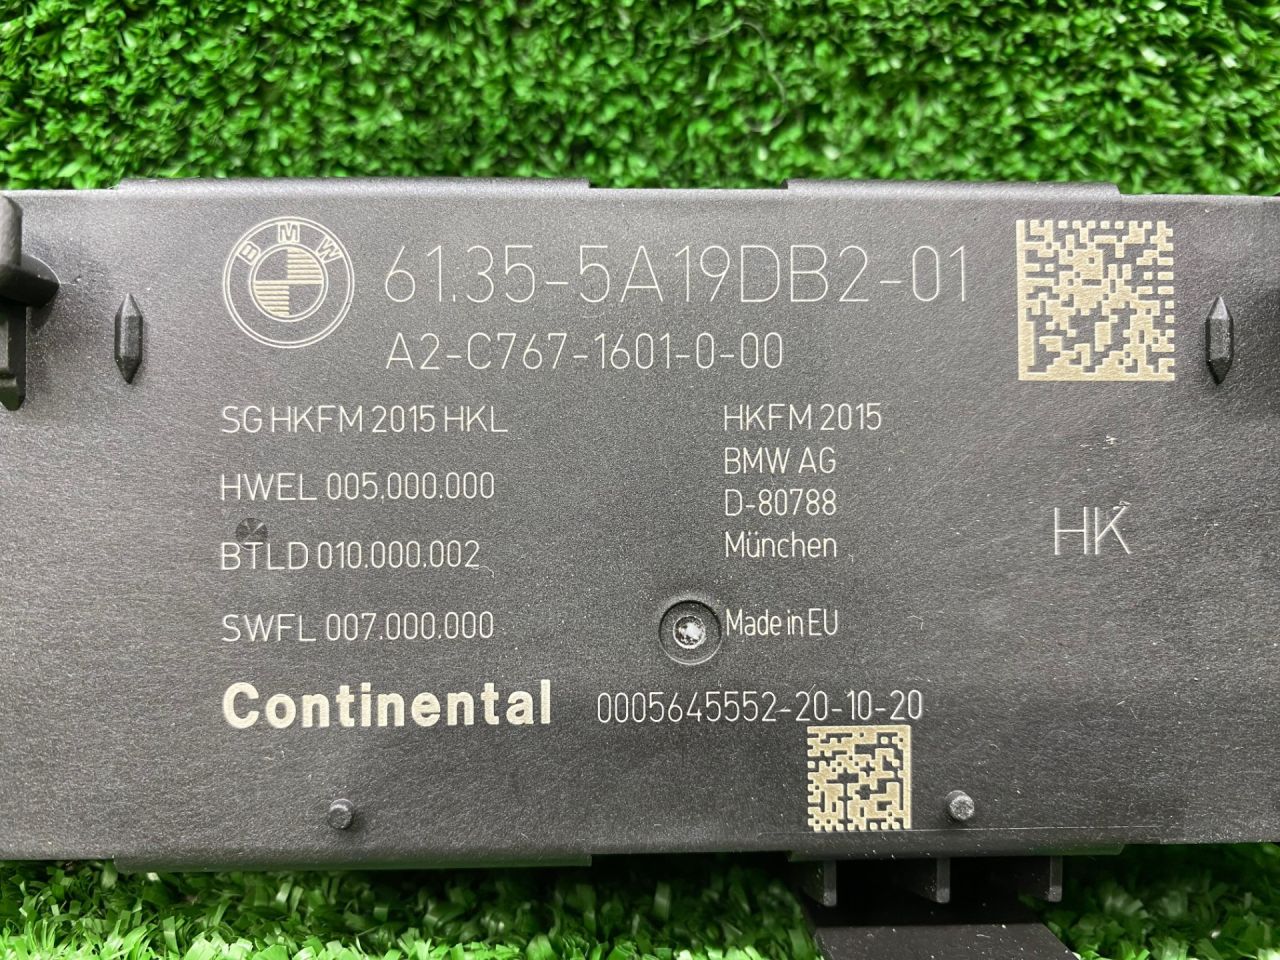 BMW
61.35-5A19DB2-01
A2-C767-1601-0-00
SG HKFM 2015 HKL
HWEL 005.000.000
BTLD 010.000.002
SWFL 007.000.000
HKFM 2015
BMW AG
D-80788
München
Made in EU
HK
Continental
0005645552-20-10-20